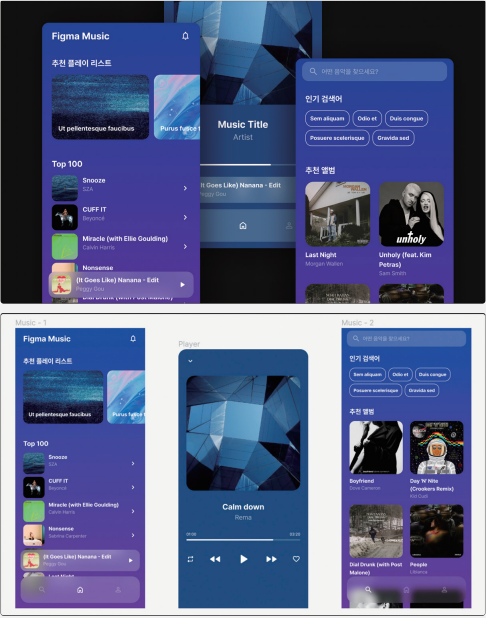 Figma Music
추천 플레이 리스트
Ut pellentesque faucibus
Purus fusce t
Top 100
Snooze
SZA
CUFF IT
Beyoncé
Miracle (with Ellie Goulding)
Calvin Harris
Nonsense
(It Goes Like) Nanana - Edit
Peggy Gou
Music Title
Artist
(It Goes Like) Nanana - Edit
Peggy Gou
어떤 음악을 찾으세요?
인기 검색어
Sem aliquam
Odio et
Duis congue
Posuere scelerisque
Gravida sed
추천 앨범
unholy
Last Night
Morgan Wallen
Unholy (feat. Kim
Petras)
Sam Smith
Music - 1
Figma Music
추천 플레이 리스트
Ut pellentesque faucibus
Purus fusce
Top 100
Snooze
SZA
CUFF IT
Beyoncé
Miracle (with Ellie Goulding)
Calvin Harris
Nonsense
Sabrina Carpenter
(It Goes Like) Nanana - Edit
Peggy Gou
Last Night
Player
Calm down
Rema
Music - 2
어떤 음악을 찾으세요?
인기 검색어
Sem aliquam
Odio et
Duis congue
Posuere scelerisque
Gravida sed
추천 앨범
Boyfriend
Dove Cameron
Day 'N' Nite
(Crookers Remix)
Kid Cudi
Dial Drunk (with Post
Malone)
People
Libianca